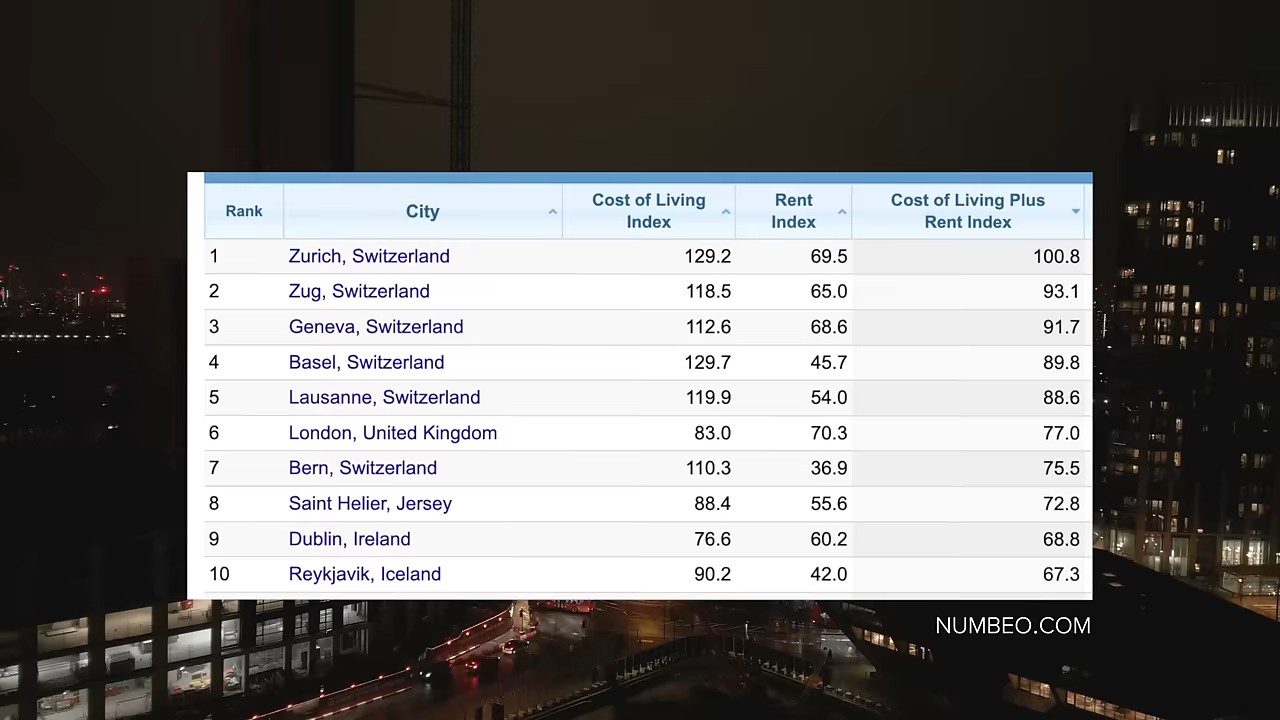 Rank City Cost of Living Index Rent Index Cost of Living Plus Rent Index
1 Zurich, Switzerland 129.2 69.5 100.8
2 Zug, Switzerland 118.5 65.0 93.1
3 Geneva, Switzerland 112.6 68.6 91.7
4 Basel, Switzerland 129.7 45.7 89.8
5 Lausanne, Switzerland 119.9 54.0 88.6
6 London, United Kingdom 83.0 70.3 77.0
7 Bern, Switzerland 110.3 36.9 75.5
8 Saint Helier, Jersey 88.4 55.6 72.8
9 Dublin, Ireland 76.6 60.2 68.8
10 Reykjavik, Iceland 90.2 42.0 67.3
NUMBEO.COM